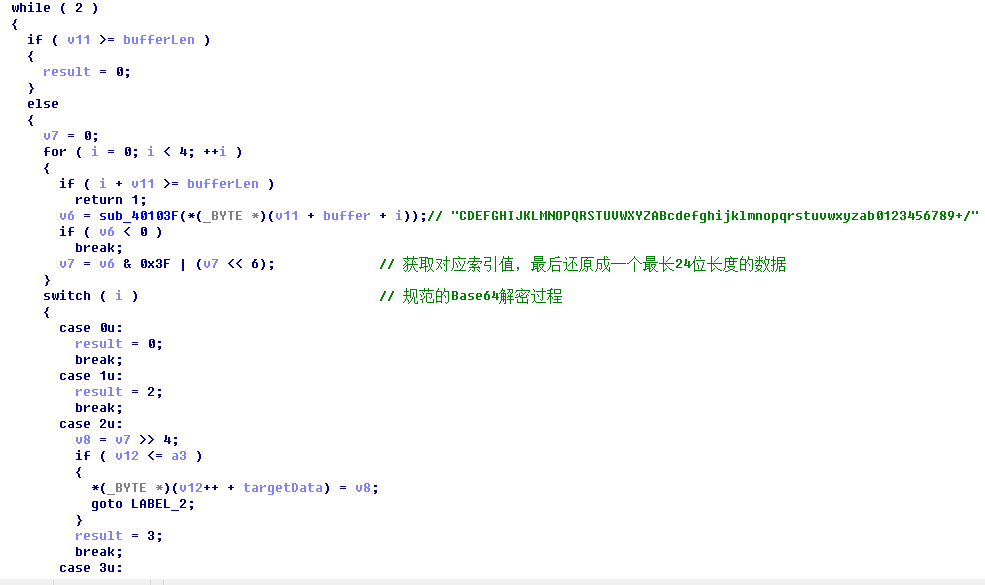 while ( 2 )
{
  if ( v11 >= bufferLen )
  {
    result = 0;
  }
  else
  {
    v7 = 0;
    for ( i = 0; i < 4; ++i )
    {
      if ( i + v11 >= bufferLen )
        return 1;
      v6 = sub_40103F(*(_BYTE *)(v11 + buffer + i));// "CDEFGHIJKLMNOPQRSTUVWXYZABcdefghijklmnopqrstuvwxyzab0123456789+/"
      if ( v6 < 0 )
        break;
      v7 = v6 & 0x3F | (v7 << 6);             // 获取对应索引值，最后还原成一个最长24位长度的数据
    }
    switch ( i )                              // 规范的Base64解密过程
    {
      case 0u:
        result = 0;
        break;
      case 1u:
        result = 2;
        break;
      case 2u:
        v8 = v7 >> 4;
        if ( v12 <= a3 )
        {
          *(_BYTE *)(v12++ + targetData) = v8;
          goto LABEL_2;
        }
        result = 3;
        break;
      case 3u: